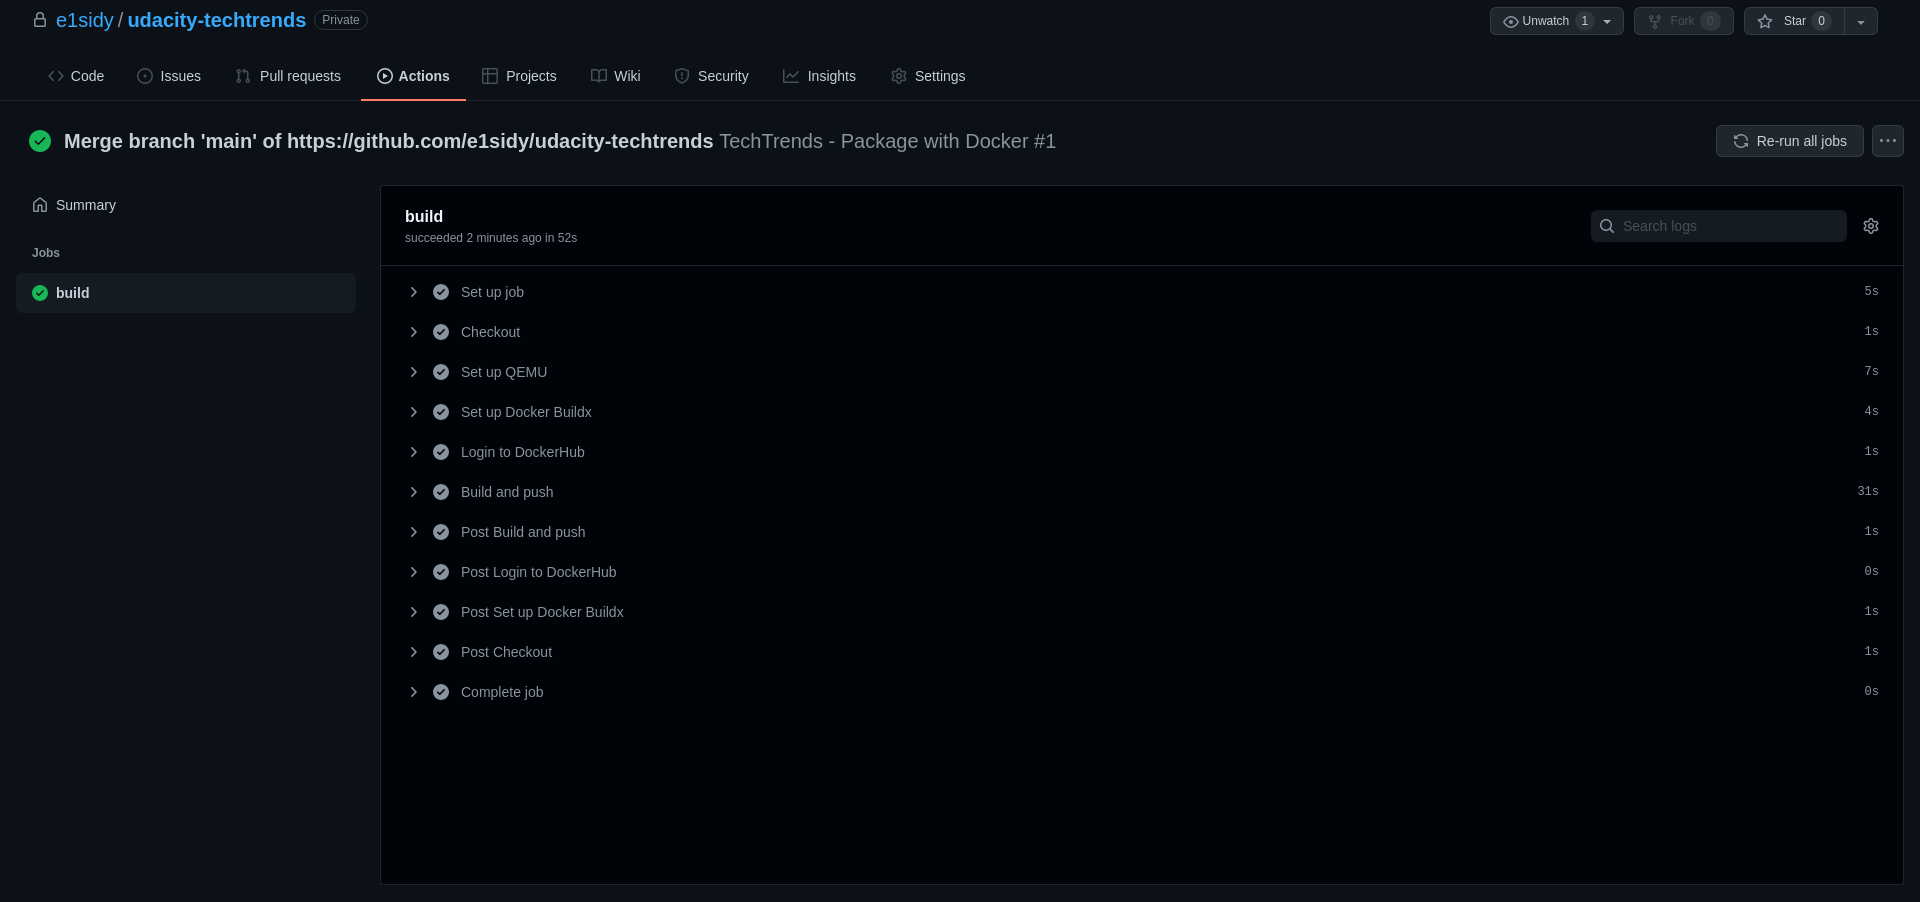 e1sidy / udacity-techtrends Private
Unwatch 1 Fork 0 Star 0
Code Issues Pull requests Actions Projects Wiki Security Insights Settings
Merge branch 'main' of https://github.com/e1sidy/udacity-techtrends TechTrends - Package with Docker #1
Re-run all jobs
Summary
Jobs
build
build
succeeded 2 minutes ago in 52s
Search logs
Set up job 5s
Checkout 1s
Set up QEMU 7s
Set up Docker Buildx 4s
Login to DockerHub 1s
Build and push 31s
Post Build and push 1s
Post Login to DockerHub 0s
Post Set up Docker Buildx 1s
Post Checkout 1s
Complete job 0s